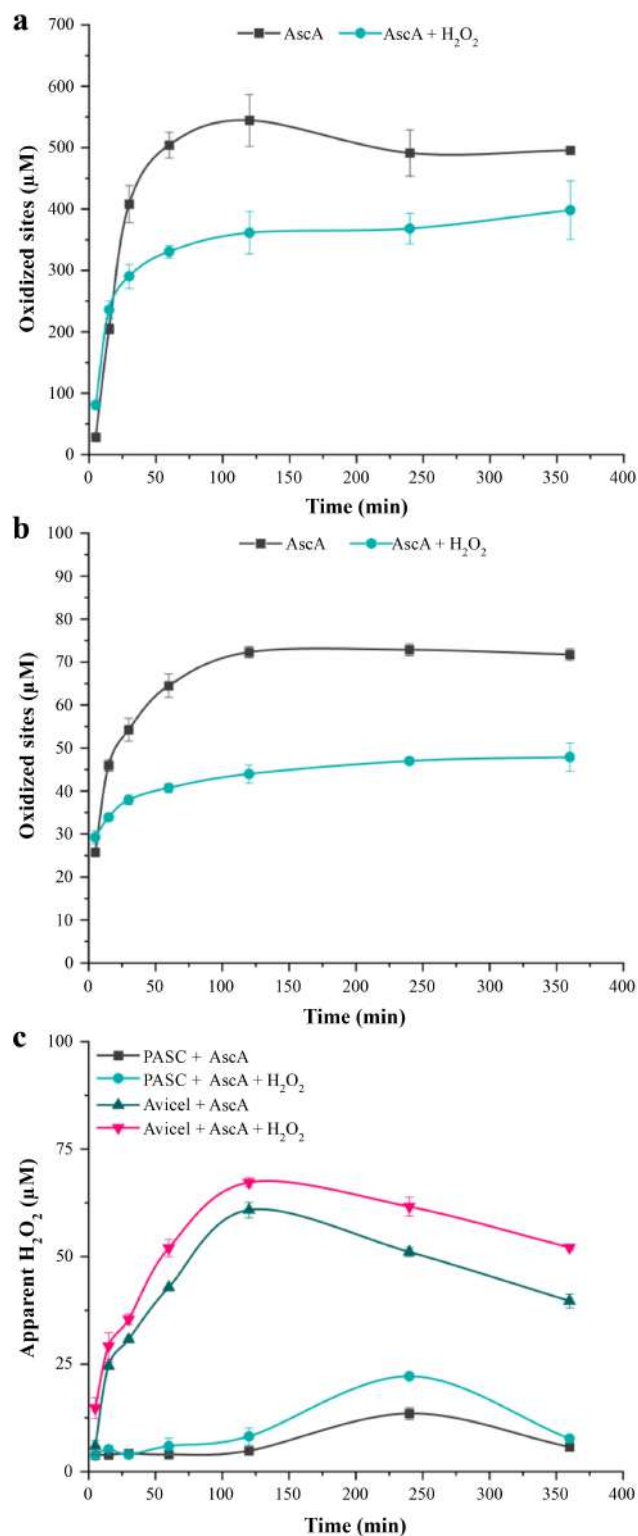 a
AscA AscA + H₂O₂
700
600
500
400
300
200
100
0
Oxidized sites (µM)
0 50 100 150 200 250 300 350 400
Time (min)
b
AscA AscA + H₂O₂
100
90
80
70
60
50
40
30
20
10
0
Oxidized sites (µM)
0 50 100 150 200 250 300 350 400
Time (min)
c
PASC + AscA
PASC + AscA + H₂O₂
Avicel + AscA
Avicel + AscA + H₂O₂
100
75
50
25
0
Apparent H₂O₂ (µM)
0 50 100 150 200 250 300 350 400
Time (min)